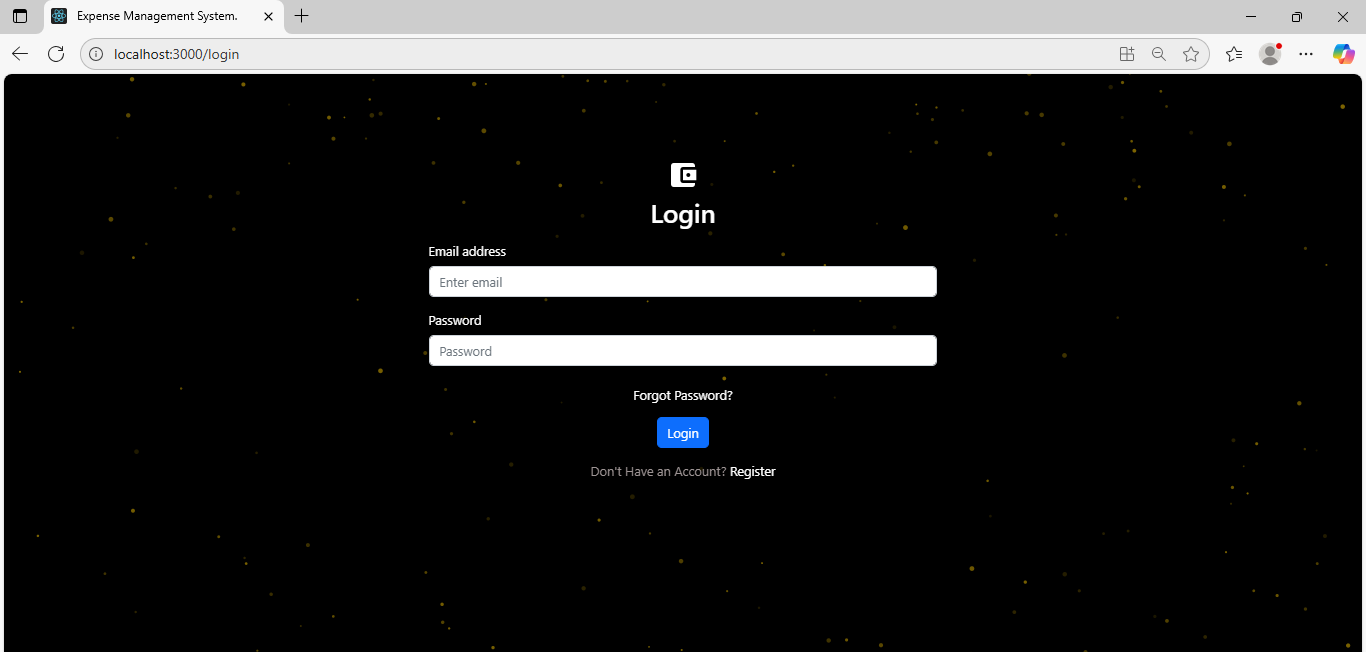 Expense Management System.
localhost:3000/login
Login
Email address
Enter email
Password
Password
Forgot Password?
Login
Don't Have an Account? Register